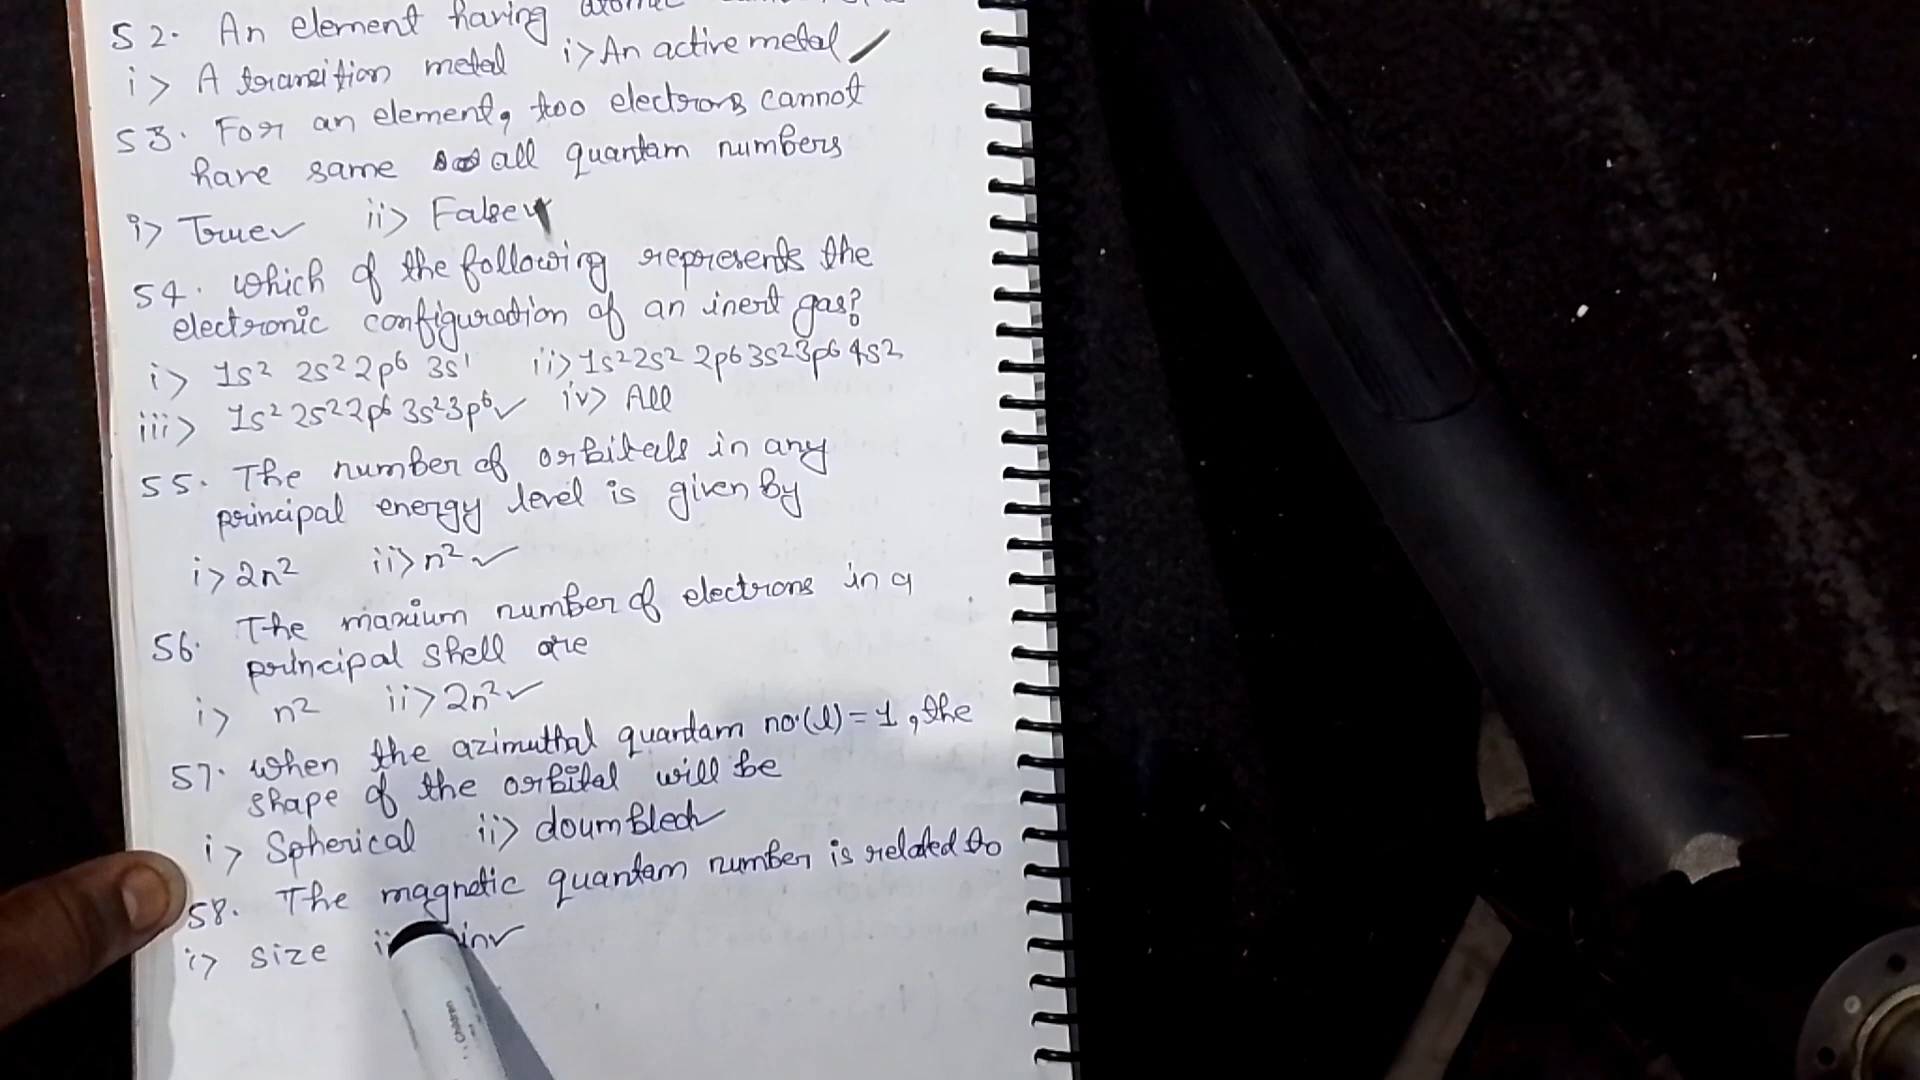 52. An element having
i> A transition metal i> An active metal
53. For an element, too electrons cannot
have same all quantam numbers
i> True✓ ii> False
54. which of the following represents the
electronic configuration of an inert gas?
i> 1s² 2s² 2p⁶ 3s¹ ii> 1s² 2s² 2p⁶ 3s² 3p⁶ 4s²
iii> 1s² 2s² 2p⁶ 3s² 3p⁶✓ iv> All
55. The number of orbitals in any
principal energy level is given by
i> 2n² ii> n² ✓
56. The maxium number of electrons in a
principal shell are
i> n² ii> 2n²✓
57. when the azimuthal quantam no.(l) = 1, the
shape of the orbital will be
i> Spherical ii> doumbled✓
58. The magnetic quantam number is related to
i> size